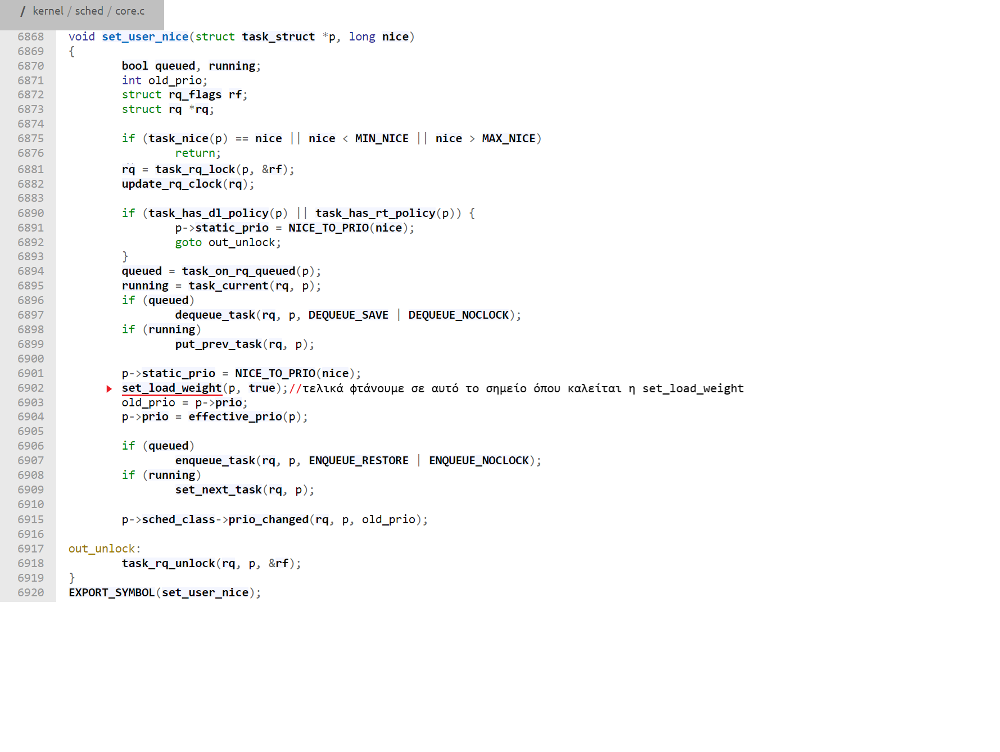 / kernel / sched / core.c
6868 void set_user_nice(struct task_struct *p, long nice)
6869 {
6870 bool queued, running;
6871 int old_prio;
6872 struct rq_flags rf;
6873 struct rq *rq;
6874
6875 if (task_nice(p) == nice || nice < MIN_NICE || nice > MAX_NICE)
6876 return;
6881 rq = task_rq_lock(p, &rf);
6882 update_rq_clock(rq);
6883
6890 if (task_has_dl_policy(p) || task_has_rt_policy(p)) {
6891 p->static_prio = NICE_TO_PRIO(nice);
6892 goto out_unlock;
6893 }
6894 queued = task_on_rq_queued(p);
6895 running = task_current(rq, p);
6896 if (queued)
6897 dequeue_task(rq, p, DEQUEUE_SAVE | DEQUEUE_NOCLOCK);
6898 if (running)
6899 put_prev_task(rq, p);
6900
6901 p->static_prio = NICE_TO_PRIO(nice);
6902 set_load_weight(p, true);//τελικά φτάνουμε σε αυτό το σημείο όπου καλείται η set_load_weight
6903 old_prio = p->prio;
6904 p->prio = effective_prio(p);
6905
6906 if (queued)
6907 enqueue_task(rq, p, ENQUEUE_RESTORE | ENQUEUE_NOCLOCK);
6908 if (running)
6909 set_next_task(rq, p);
6910
6915 p->sched_class->prio_changed(rq, p, old_prio);
6916
6917 out_unlock:
6918 task_rq_unlock(rq, p, &rf);
6919 }
6920 EXPORT_SYMBOL(set_user_nice);